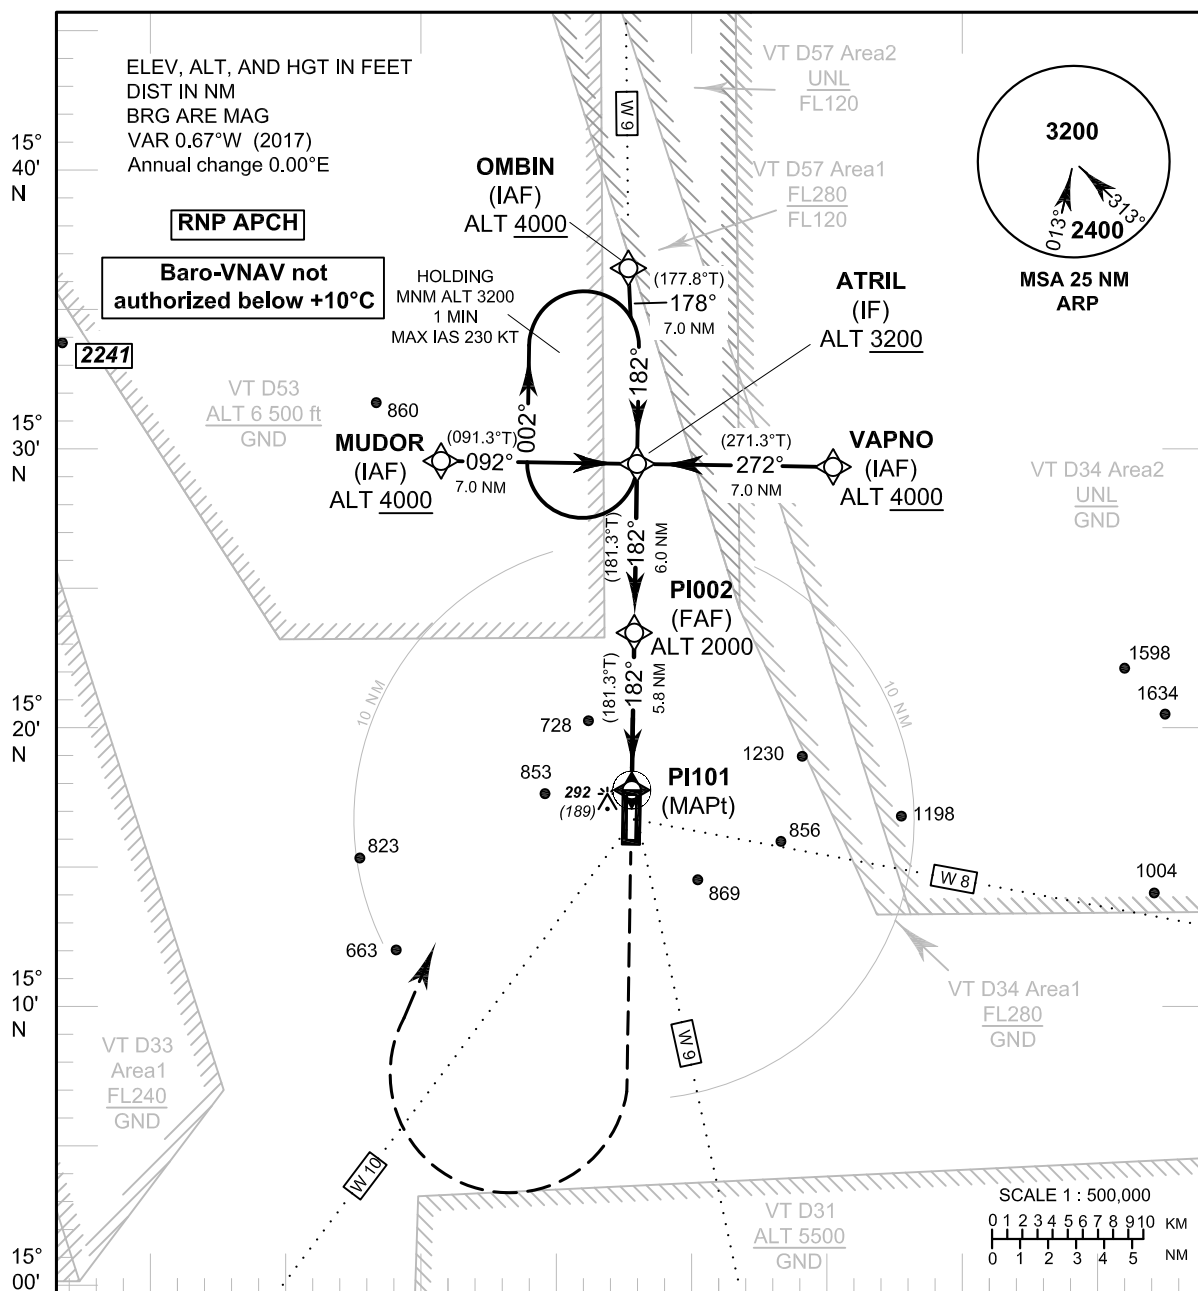 ELEV, ALT, AND HGT IN FEET
DIST IN NM
BRG ARE MAG
VAR 0.67°W (2017)
Annual change 0.00°E
RNP APCH
Baro-VNAV not
authorized below +10°C
15°
40'
N
15°
30'
N
15°
20'
N
15°
10'
N
15°
00'
W 9
VT D57 Area2
UNL
FL120
VT D57 Area1
FL280
FL120
3200
2400
013°
313°
MSA 25 NM
ARP
OMBIN
(IAF)
ALT 4000
(177.8°T)
178°
7.0 NM
HOLDING
MNM ALT 3200
1 MIN
MAX IAS 230 KT
ATRIL
(IF)
ALT 3200
2241
VT D53
ALT 6 500 ft
GND
860
002°
182°
MUDOR
(IAF)
ALT 4000
(091.3°T)
092°
7.0 NM
(271.3°T)
272°
7.0 NM
VAPNO
(IAF)
ALT 4000
VT D34 Area2
UNL
GND
(181.3°T)
182°
6.0 NM
PI002
(FAF)
ALT 2000
(181.3°T)
182°
5.8 NM
10 NM
10 NM
1598
1634
728
1230
853
292
(189)
PI101
(MAPt)
1198
856
823
869
W 8
1004
663
VT D34 Area1
FL280
GND
VT D33
Area1
FL240
GND
W 9
W 10
VT D31
ALT 5500
GND
SCALE 1 : 500,000
0 1 2 3 4 5 6 7 8 9 10 KM
0 1 2 3 4 5 NM